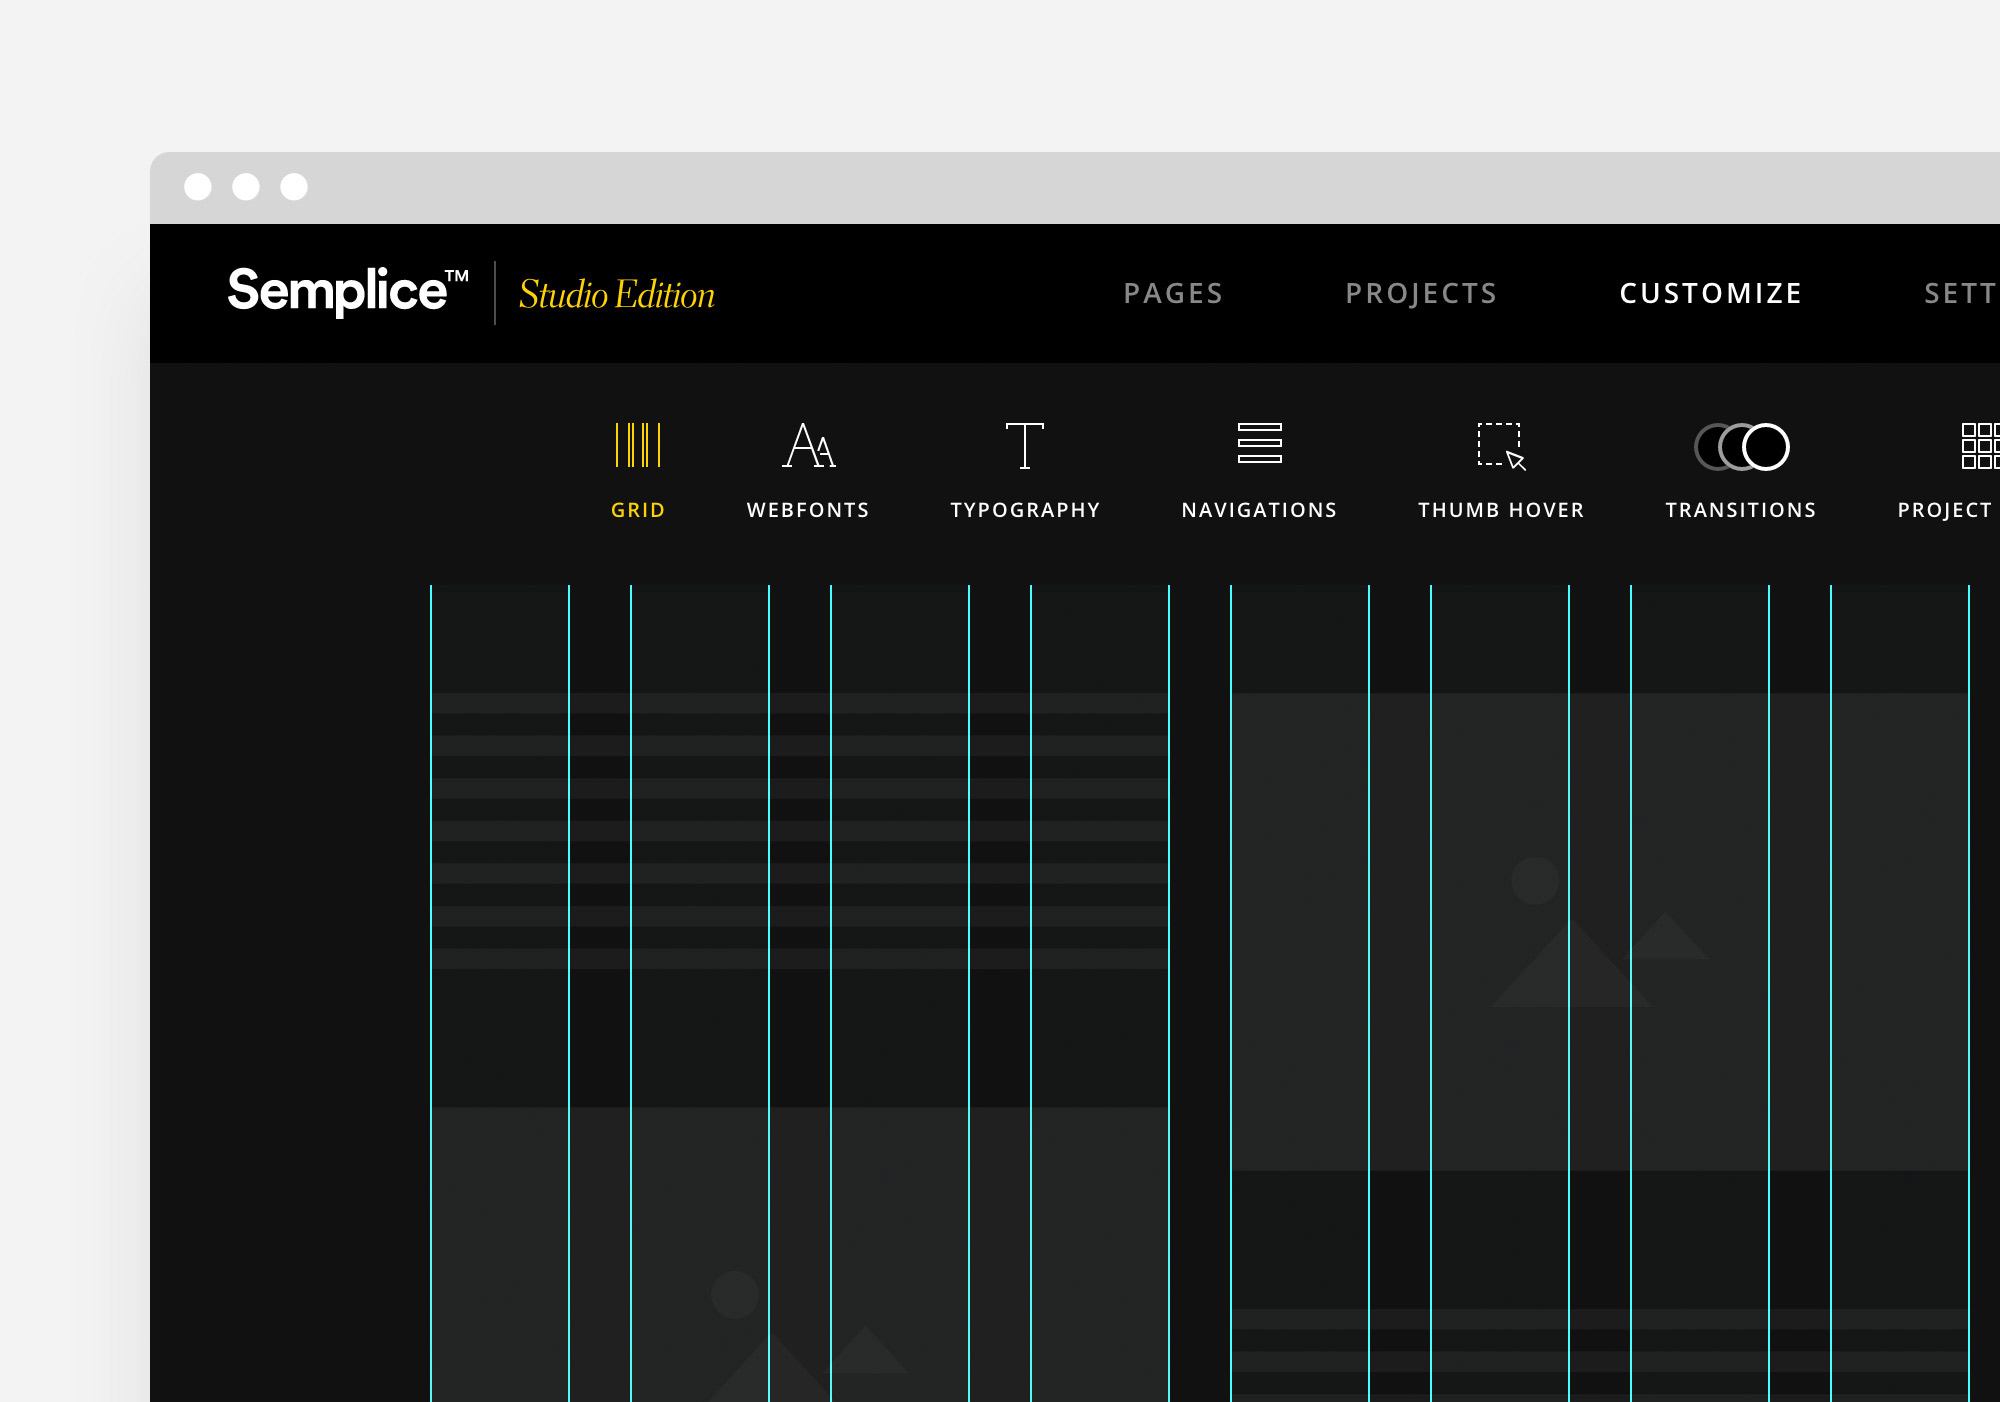 Semplice™ Studio Edition PAGES PROJECTS CUSTOMIZE SETT
GRID WEBFONTS TYPOGRAPHY NAVIGATIONS THUMB HOVER TRANSITIONS PROJECT